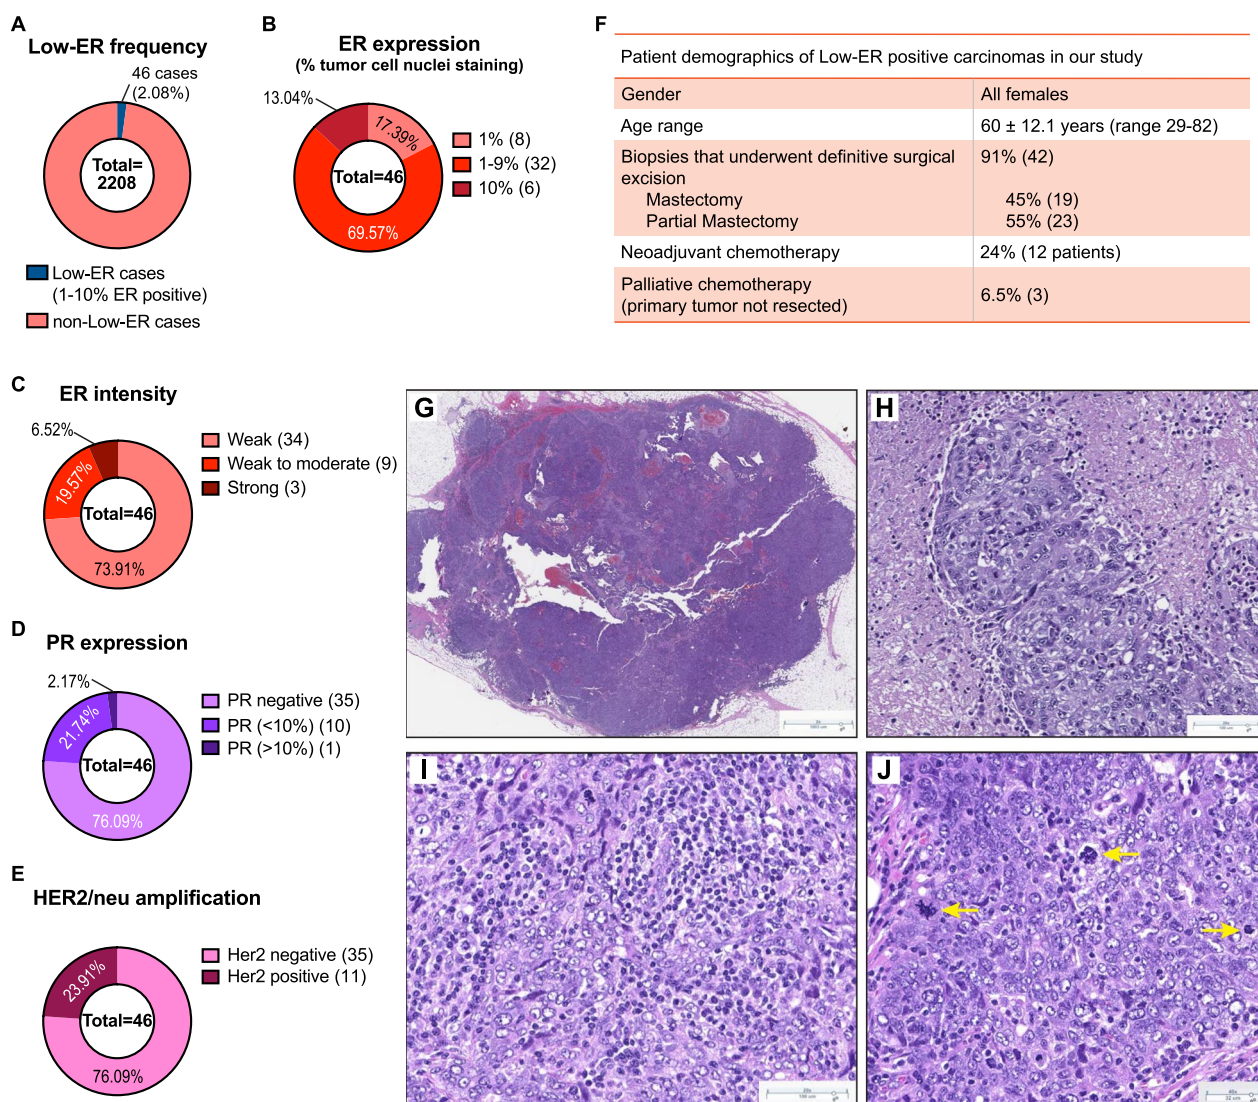 A
Low-ER frequency
46 cases
(2.08%)
Total=
2208
Low-ER cases
(1-10% ER positive)
non-Low-ER cases
B
ER expression
(% tumor cell nuclei staining)
13.04%
17.39%
Total=46
69.57%
1% (8)
1-9% (32)
10% (6)
F
Patient demographics of Low-ER positive carcinomas in our study
Gender All females
Age range 60 ± 12.1 years (range 29-82)
Biopsies that underwent definitive surgical 91% (42)
excision
Mastectomy 45% (19)
Partial Mastectomy 55% (23)
Neoadjuvant chemotherapy 24% (12 patients)
Palliative chemotherapy
(primary tumor not resected) 6.5% (3)
C
ER intensity
6.52%
19.57%
Total=46
73.91%
Weak (34)
Weak to moderate (9)
Strong (3)
D
PR expression
2.17%
21.74%
Total=46
76.09%
PR negative (35)
PR (<10%) (10)
PR (>10%) (1)
E
HER2/neu amplification
23.91%
Total=46
76.09%
Her2 negative (35)
Her2 positive (11)
G
H
I
J